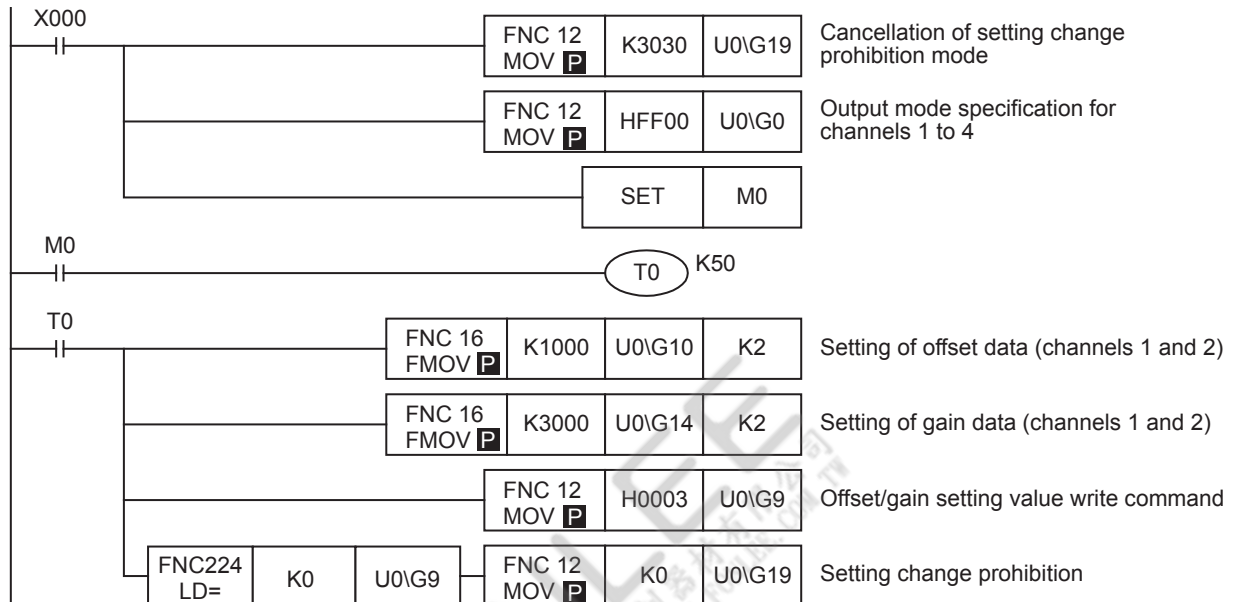 X000
FNC 12
MOV P
K3030
U0\G19
Cancellation of setting change
prohibition mode
FNC 12
MOV P
HFF00
U0\G0
Output mode specification for
channels 1 to 4
SET
M0
M0
T0
K50
T0
FNC 16
FMOV P
K1000
U0\G10
K2
Setting of offset data (channels 1 and 2)
FNC 16
FMOV P
K3000
U0\G14
K2
Setting of gain data (channels 1 and 2)
FNC 12
MOV P
H0003
U0\G9
Offset/gain setting value write command
FNC224
LD=
K0
U0\G9
FNC 12
MOV P
K0
U0\G19
Setting change prohibition